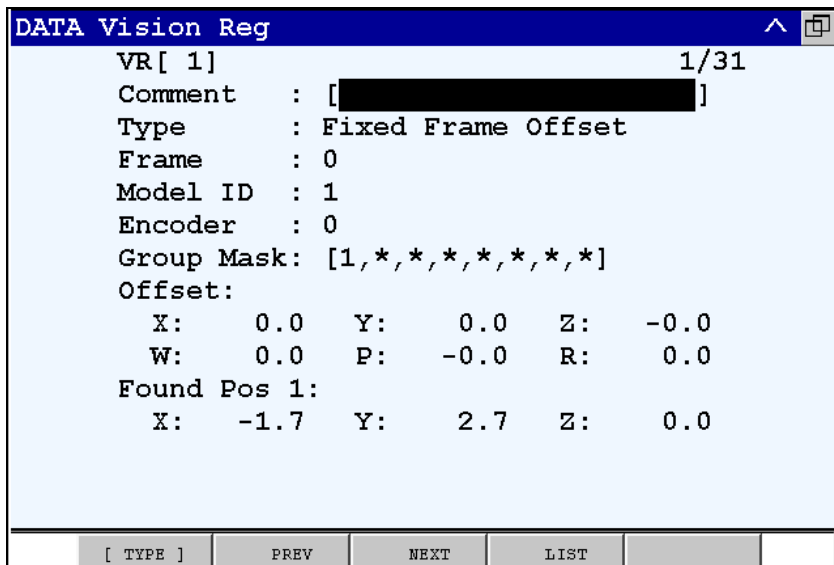 DATA Vision Reg
VR[ 1] 1/31
Comment : [ ]
Type : Fixed Frame Offset
Frame : 0
Model ID : 1
Encoder : 0
Group Mask: [1,*,*,*,*,*,*,*]
Offset:
X: 0.0 Y: 0.0 Z: -0.0
W: 0.0 P: -0.0 R: 0.0
Found Pos 1:
X: -1.7 Y: 2.7 Z: 0.0
[ TYPE ] PREV NEXT LIST